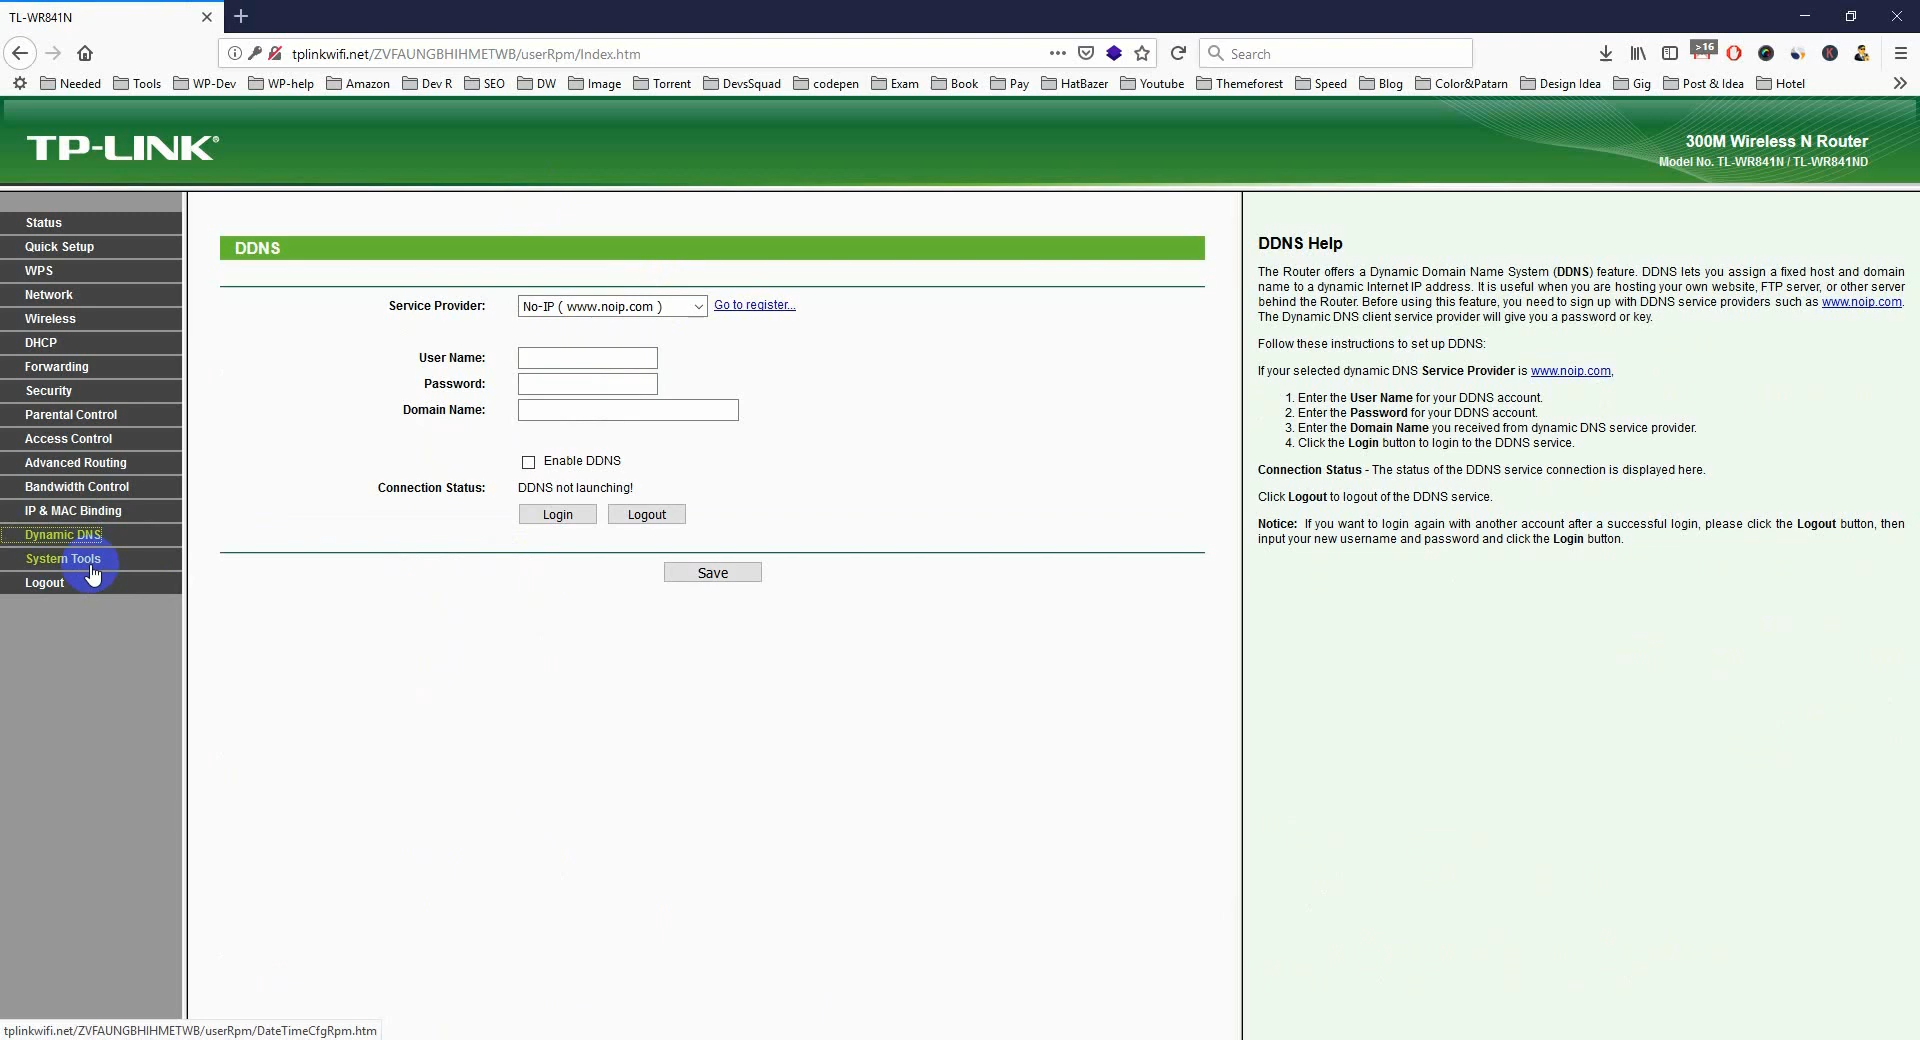 TL-WR841N
tplinkwifi.net/ZVFAUNGBHIHMETWB/userRpm/Index.htm
Search
>16
Needed Tools WP-Dev WP-help Amazon Dev R SEO DW Image Torrent DevsSquad codepen Exam Book Pay HatBazer Youtube Themeforest Speed Blog Color&Patarn Design Idea Gig Post & Idea Hotel
TP-LINK®
300M Wireless N Router
Model No. TL-WR841N / TL-WR841ND
Status
Quick Setup
WPS
Network
Wireless
DHCP
Forwarding
Security
Parental Control
Access Control
Advanced Routing
Bandwidth Control
IP & MAC Binding
Dynamic DNS
System Tools
Logout
DDNS
Service Provider: No-IP ( www.noip.com ) Go to register...
User Name:
Password:
Domain Name:
Enable DDNS
Connection Status: DDNS not launching!
Login Logout
Save
DDNS Help
The Router offers a Dynamic Domain Name System (DDNS) feature. DDNS lets you assign a fixed host and domain
name to a dynamic Internet IP address. It is useful when you are hosting your own website, FTP server, or other server
behind the Router. Before using this feature, you need to sign up with DDNS service providers such as www.noip.com.
The Dynamic DNS client service provider will give you a password or key.
Follow these instructions to set up DDNS:
If your selected dynamic DNS Service Provider is www.noip.com,
1. Enter the User Name for your DDNS account.
2. Enter the Password for your DDNS account.
3. Enter the Domain Name you received from dynamic DNS service provider.
4. Click the Login button to login to the DDNS service.
Connection Status - The status of the DDNS service connection is displayed here.
Click Logout to logout of the DDNS service.
Notice: If you want to login again with another account after a successful login, please click the Logout button, then
input your new username and password and click the Login button.
tplinkwifi.net/ZVFAUNGBHIHMETWB/userRpm/DateTimeCfgRpm.htm